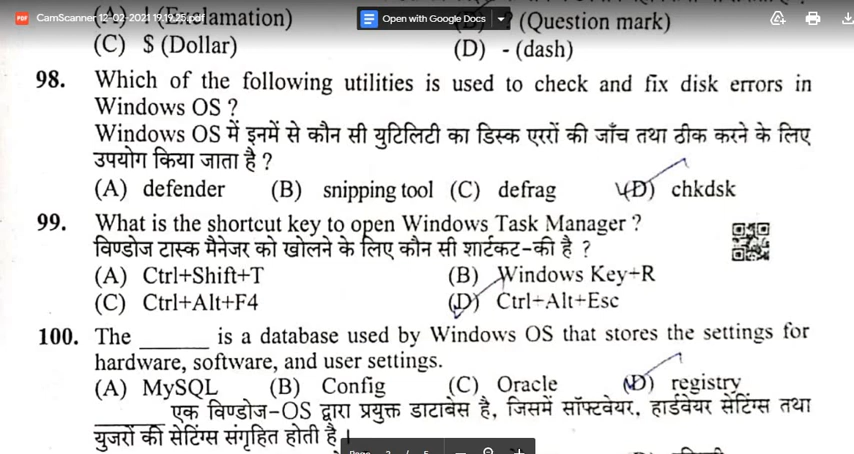 CamScanner 12-02-2021 19.19.25.pdf
Open with Google Docs
(Question mark)
(C) $ (Dollar)
(D) - (dash)
98. Which of the following utilities is used to check and fix disk errors in
Windows OS ?
Windows OS में इनमें से कौन सी युटिलिटी का डिस्क एररों की जाँच तथा ठीक करने के लिए
उपयोग किया जाता है ?
(A) defender (B) snipping tool (C) defrag (D) chkdsk
99. What is the shortcut key to open Windows Task Manager ?
विण्डोज टास्क मैनेजर को खोलने के लिए कौन सी शार्टकट-की है ?
(A) Ctrl+Shift+T (B) Windows Key+R
(C) Ctrl+Alt+F4 (D) Ctrl+Alt+Esc
100. The ______ is a database used by Windows OS that stores the settings for
hardware, software, and user settings.
(A) MySQL (B) Config (C) Oracle (D) registry
______ एक विण्डोज-OS द्वारा प्रयुक्त डाटाबेस है, जिसमें सॉफ्टवेयर, हार्डवेयर सेटिंग्स तथा
युजरों की सेटिंग्स संगृहित होती है |